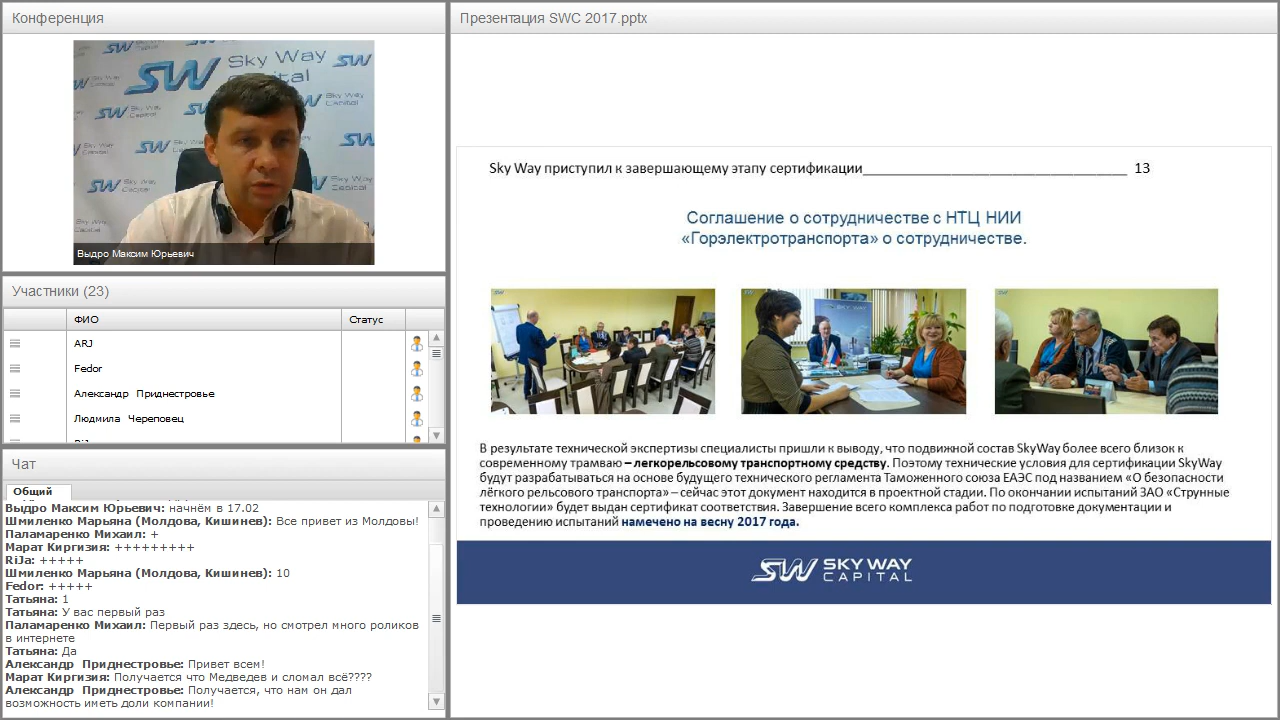 Конференция
SW Sky Way
Capital
Выдро Максим Юрьевич
Участники (23)
ФИО Статус
ARJ
Fedor
Александр Приднестровье
Людмила Череповец
Чат
Общий
Выдро Максим Юрьевич: начнём в 17.02
Шмиленко Марьяна (Молдова, Кишинев): Все привет из Молдовы!
Паламаренко Михаил: +
Марат Киргизия: +++++++++
RiJa: +++++
Шмиленко Марьяна (Молдова, Кишинев): 10
Fedor: +++++
Татьяна: 1
Татьяна: У вас первый раз
Паламаренко Михаил: Первый раз здесь, но смотрел много роликов
в интернете
Татьяна: Да
Александр Приднестровье: Привет всем!
Марат Киргизия: Получается что Медведев и сломал всё????
Александр Приднестровье: Получается, что нам он дал
возможность иметь доли компании!
Презентация SWC 2017.pptx
Sky Way приступил к завершающему этапу сертификации__________________________________ 13
Соглашение о сотрудничестве с НТЦ НИИ
«Горэлектротранспорта» о сотрудничестве.
SKY WAY
В результате технической экспертизы специалисты пришли к выводу, что подвижной состав SkyWay более всего близок к
современному трамваю – легкорельсовому транспортному средству. Поэтому технические условия для сертификации SkyWay
будут разрабатываться на основе будущего технического регламента Таможенного союза ЕАЭС под названием «О безопасности
лёгкого рельсового транспорта» – сейчас этот документ находится в проектной стадии. По окончании испытаний ЗАО «Струнные
технологии» будет выдан сертификат соответствия. Завершение всего комплекса работ по подготовке документации и
проведению испытаний намечено на весну 2017 года.
SW SKY WAY
CAPITAL